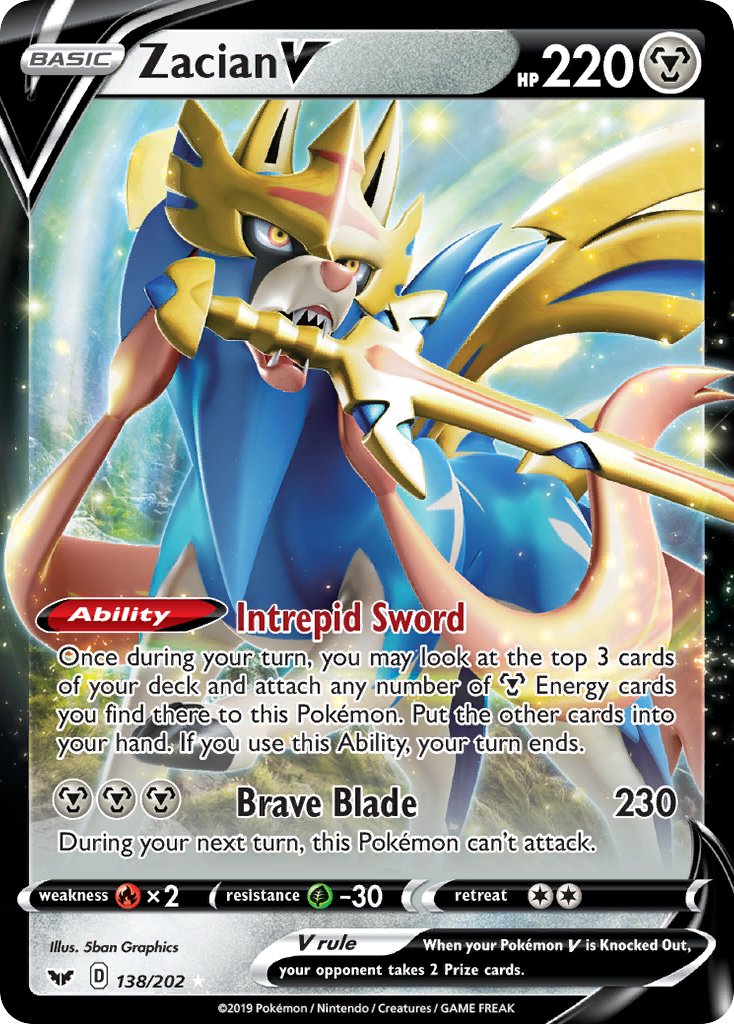 BASIC Zacian V HP 220
Ability Intrepid Sword
Once during your turn, you may look at the top 3 cards
of your deck and attach any number of Energy cards
you find there to this Pokémon. Put the other cards into
your hand. If you use this Ability, your turn ends.
Brave Blade 230
During your next turn, this Pokémon can't attack.
weakness ×2 resistance -30 retreat
Illus. 5ban Graphics
V rule When your Pokémon V is Knocked Out,
your opponent takes 2 Prize cards.
D 138/202
©2019 Pokémon / Nintendo / Creatures / GAME FREAK